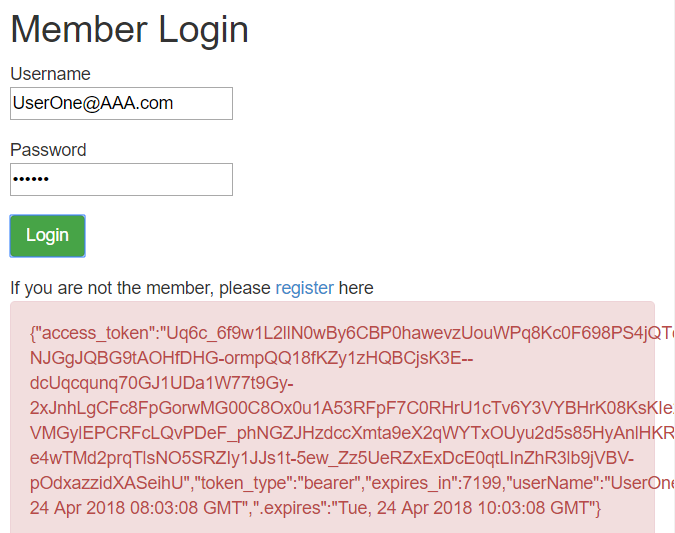 Member Login
Username
UserOne@AAA.com
Password
••••••
Login
If you are not the member, please register here
{"access_token":"Uq6c_6f9w1L2llN0wBy6CBP0hawevzUouWPq8Kc0F698PS4jQT
NJGgJQBG9tAOHfDHG-ormpQQ18fKZy1zHQBCjsK3E--
dcUqcqunq70GJ1UDa1W77t9Gy-
2xJnhLgCFc8FpGorwMG00C8Ox0u1A53RFpF7C0RHrU1cTv6Y3VYBHrK08KsKIe
VMGylEPCRFcLQvPDeF_phNGZJHzdccXmta9eX2qWYTxOUyu2d5s85HyAnlHKR
e4wTMd2prqTlsNO5SRZIy1JJs1t-5ew_Zz5UeRZxExDcE0qtLInZhR3lb9jVBV-
pOdxazzidXASeihU","token_type":"bearer","expires_in":7199,"userName":"UserOne
24 Apr 2018 08:03:08 GMT",".expires":"Tue, 24 Apr 2018 10:03:08 GMT"}